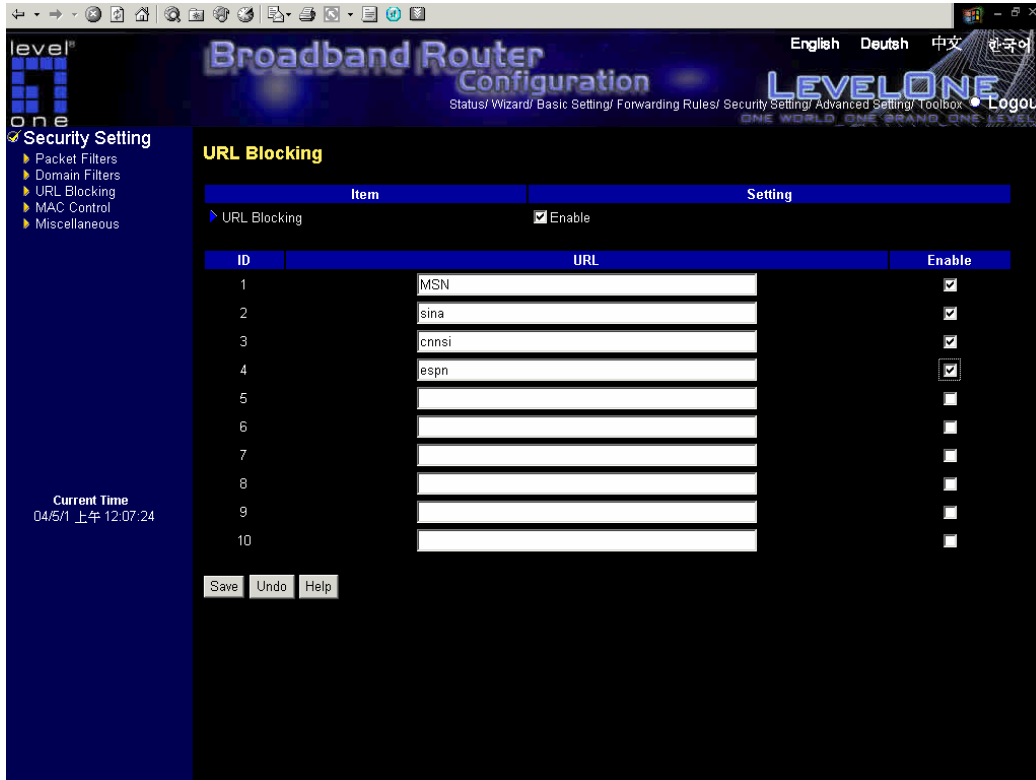 level®
one
Broadband Router
Configuration
English Deutsh 中文 한국어
LEVELONE
Status/ Wizard/ Basic Setting/ Forwarding Rules/ Security Setting/ Advanced Setting/ Toolbox Logou
ONE WORLD ONE BRAND ONE LEVEL
Security Setting
Packet Filters
Domain Filters
URL Blocking
MAC Control
Miscellaneous
Current Time
04/5/1 上午 12:07:24
URL Blocking
Item Setting
URL Blocking Enable
ID URL Enable
1 MSN
2 sina
3 cnnsi
4 espn
5
6
7
8
9
10
Save Undo Help